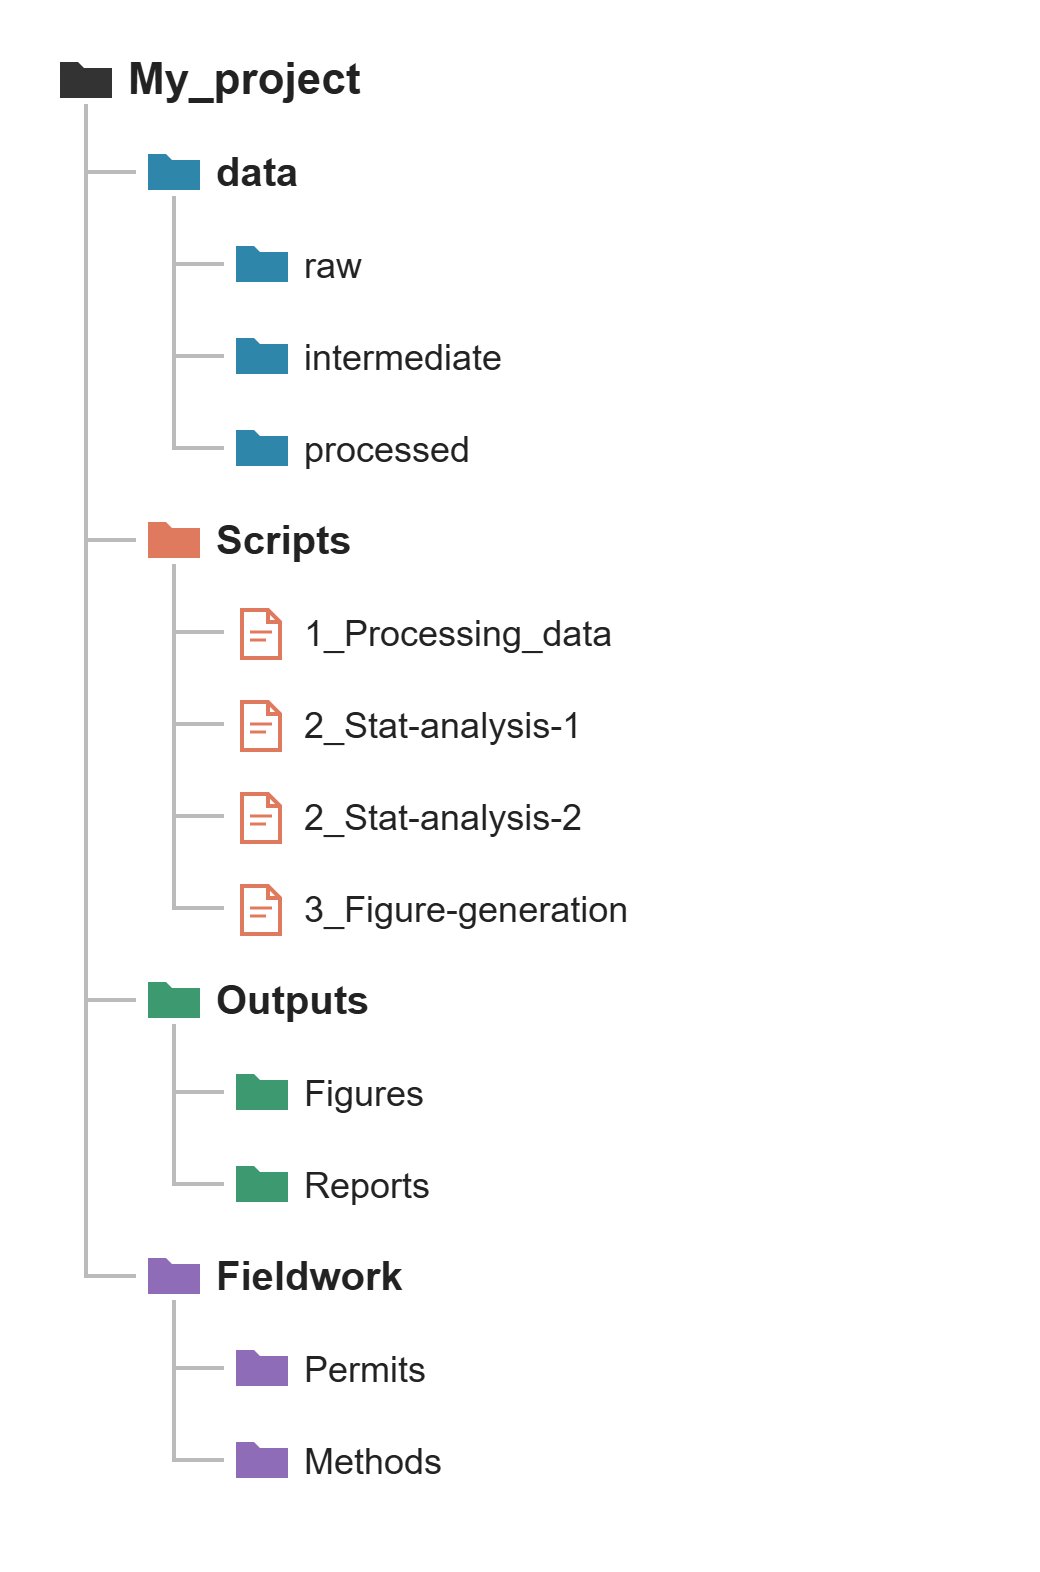 My_project
data
raw
intermediate
processed
Scripts
1_Processing_data
2_Stat-analysis-1
2_Stat-analysis-2
3_Figure-generation
Outputs
Figures
Reports
Fieldwork
Permits
Methods